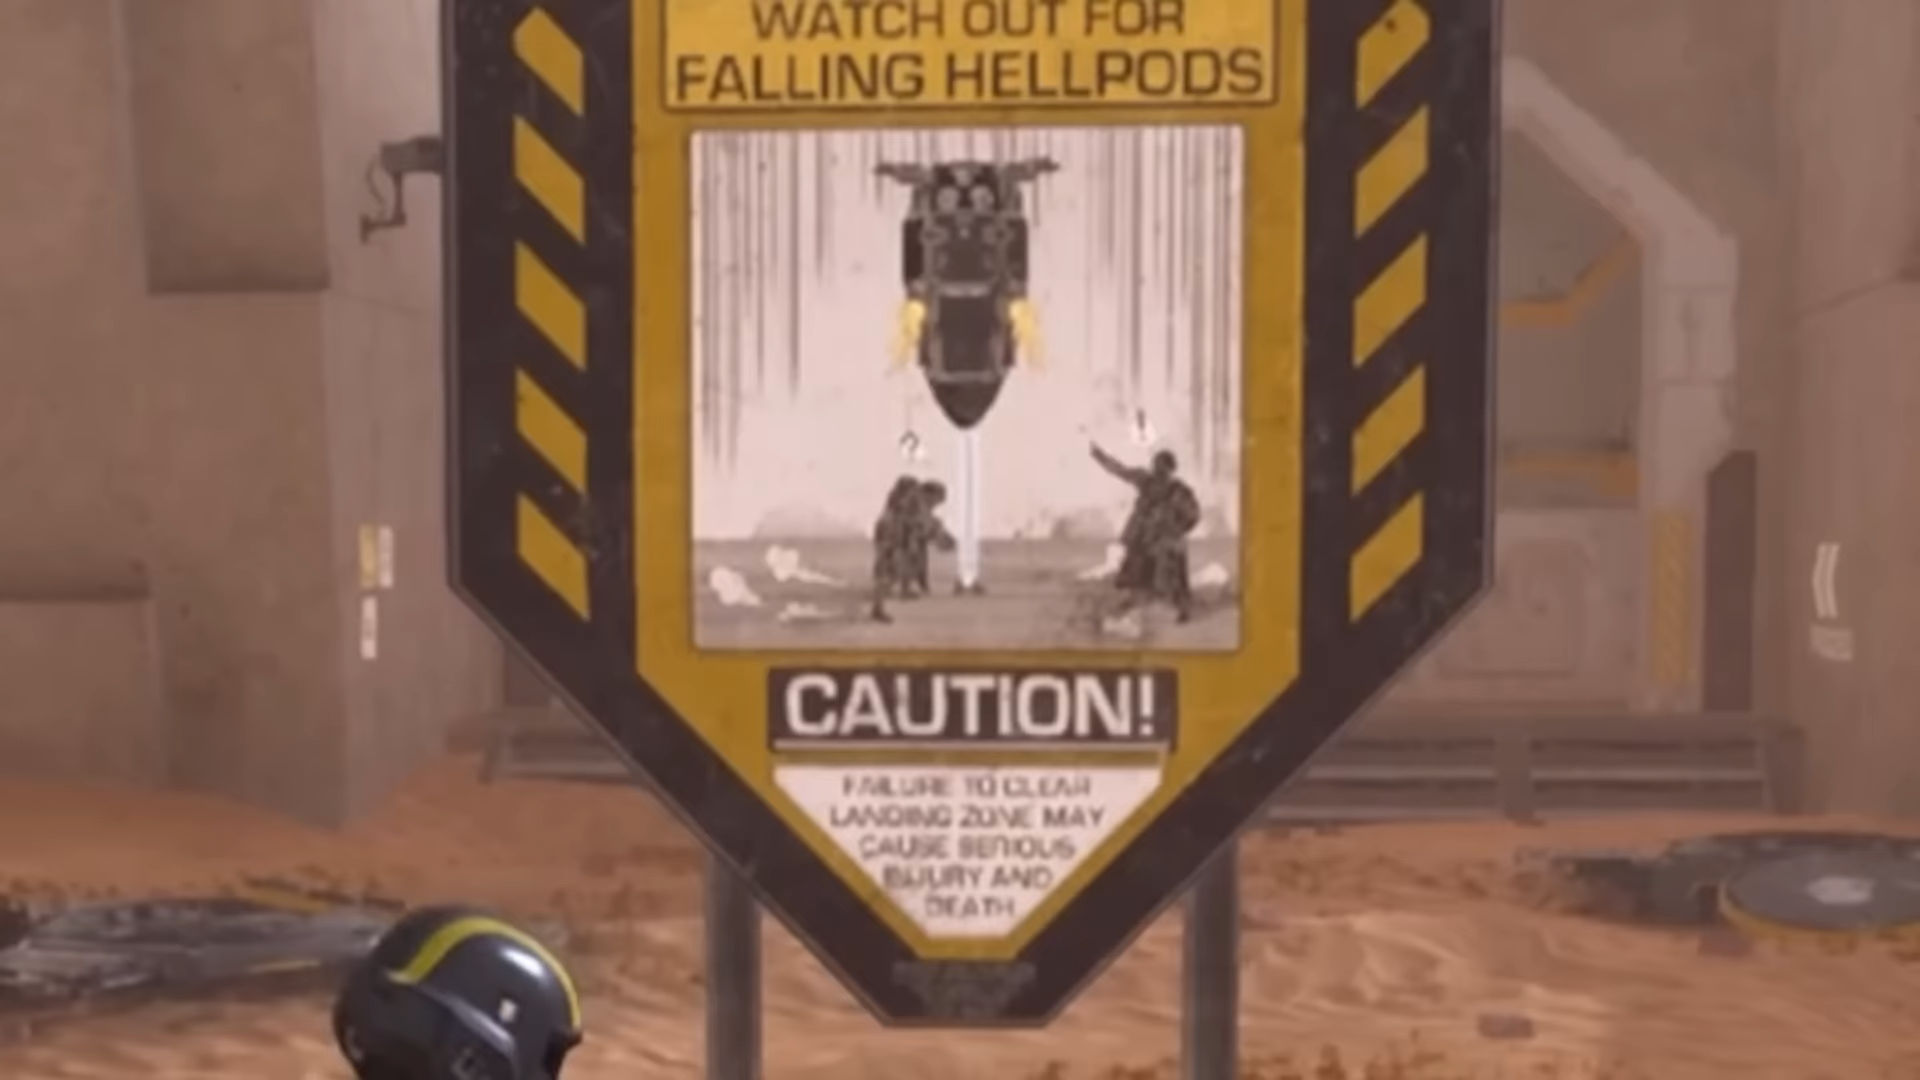 WATCH OUT FOR
FALLING HELLPODS
?
!
CAUTION!
FAILURE TO CLEAR
LANDING ZONE MAY
CAUSE SERIOUS
INJURY AND
DEATH